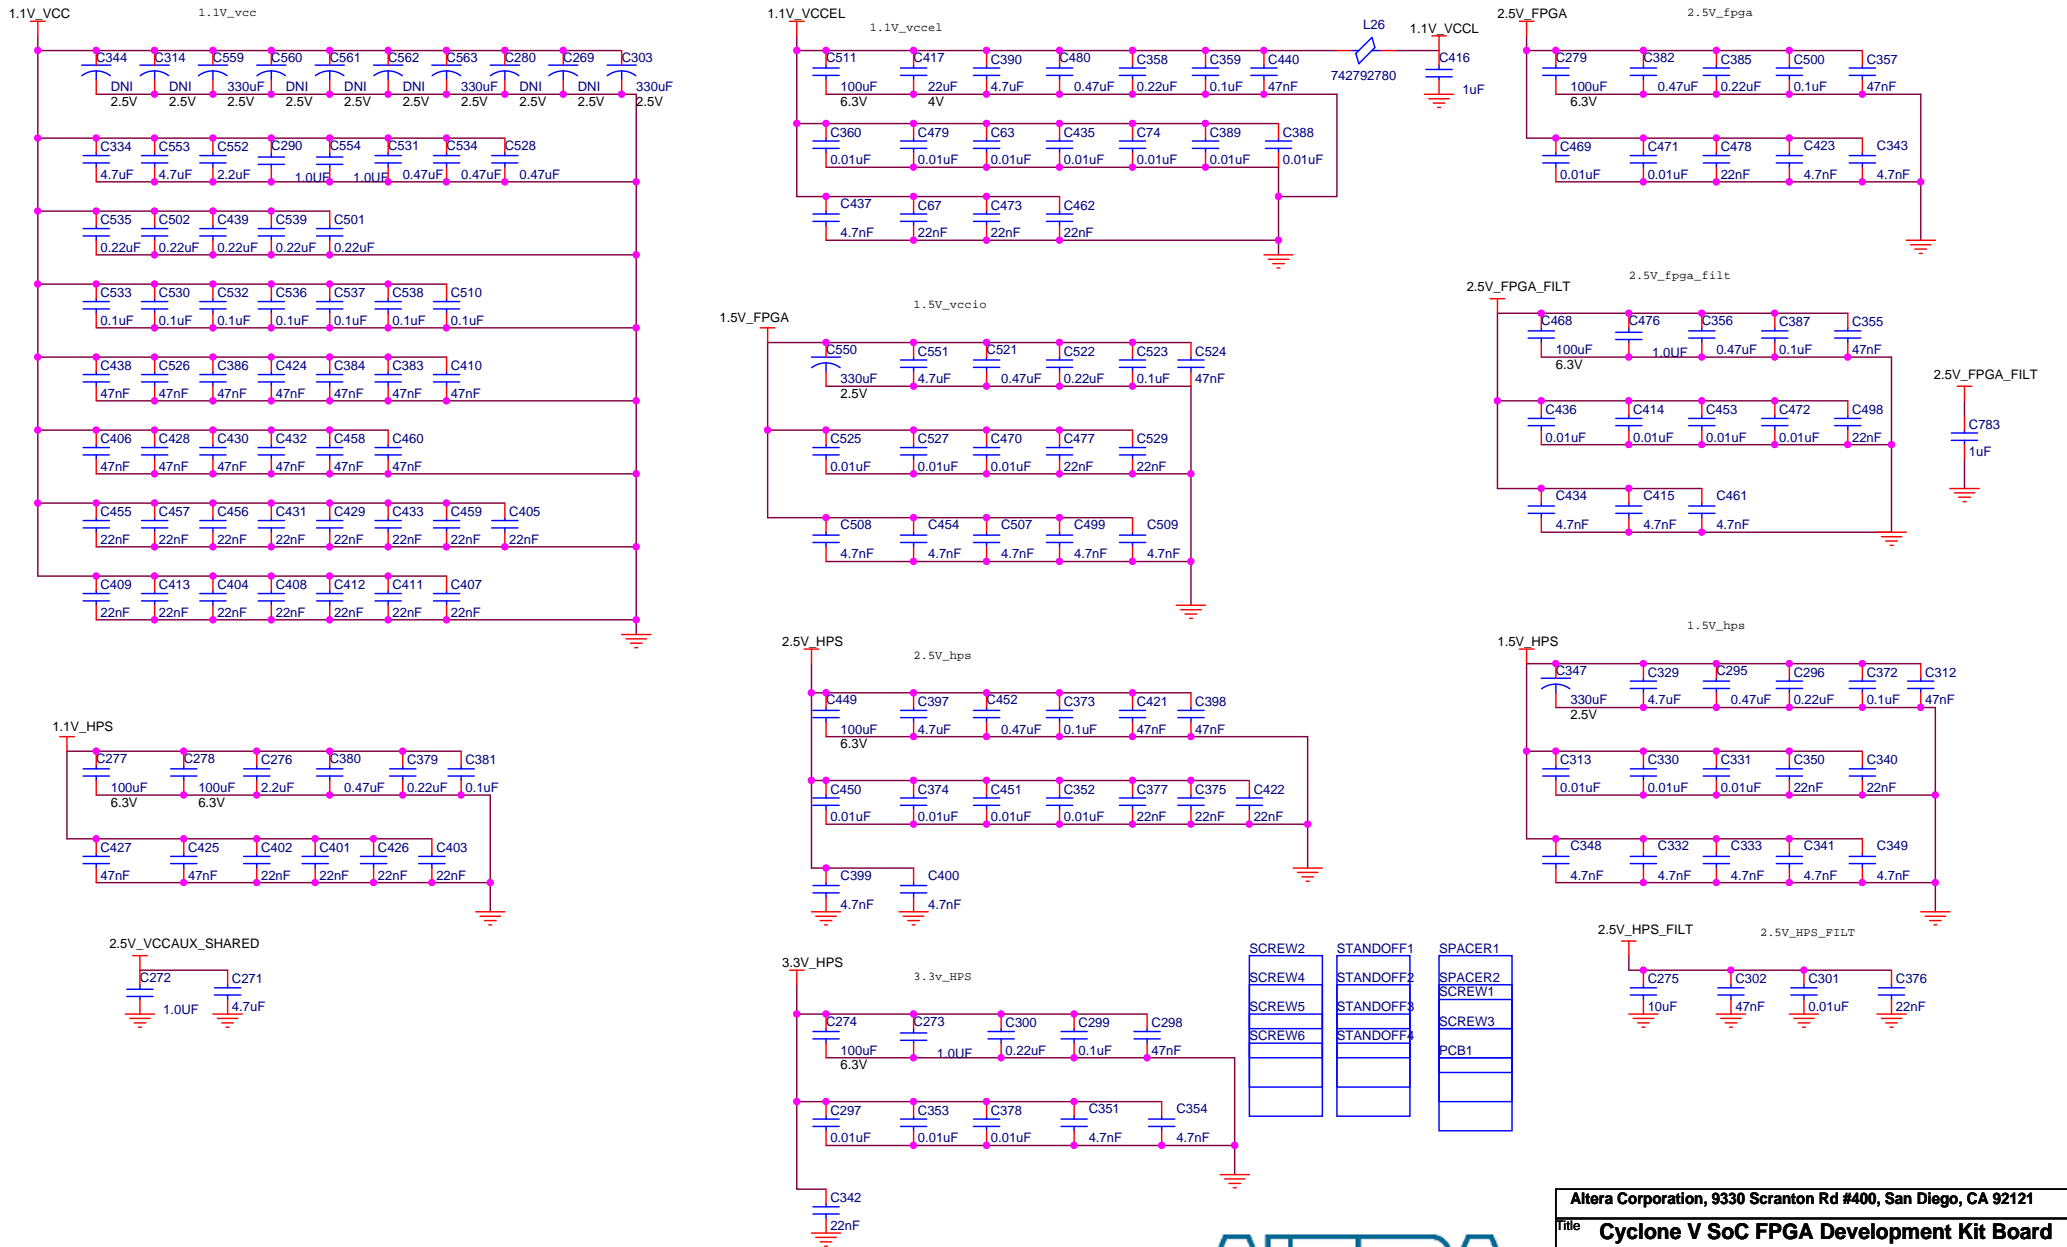 1.1V_VCC
1.1V_vcc
C344 C314 C559 C560 C561 C562 C563 C280 C269 C303
DNI DNI 330uF DNI DNI DNI 330uF DNI DNI 330uF
2.5V 2.5V 2.5V 2.5V 2.5V 2.5V 2.5V 2.5V 2.5V 2.5V
C334 C553 C552 C290 C554 C531 C534 C528
4.7uF 4.7uF 2.2uF 1.0UF 1.0UF 0.47uF 0.47uF 0.47uF
C535 C502 C439 C539 C501
0.22uF 0.22uF 0.22uF 0.22uF 0.22uF
C533 C530 C532 C536 C537 C538 C510
0.1uF 0.1uF 0.1uF 0.1uF 0.1uF 0.1uF 0.1uF
C438 C526 C386 C424 C384 C383 C410
47nF 47nF 47nF 47nF 47nF 47nF 47nF
C406 C428 C430 C432 C458 C460
47nF 47nF 47nF 47nF 47nF 47nF
C455 C457 C456 C431 C429 C433 C459 C405
22nF 22nF 22nF 22nF 22nF 22nF 22nF 22nF
C409 C413 C404 C408 C412 C411 C407
22nF 22nF 22nF 22nF 22nF 22nF 22nF
1.1V_HPS
C277 C278 C276 C380 C379 C381
100uF 100uF 2.2uF 0.47uF 0.22uF 0.1uF
6.3V 6.3V
C427 C425 C402 C401 C426 C403
47nF 47nF 22nF 22nF 22nF 22nF
2.5V_VCCAUX_SHARED
C272 C271
1.0UF 4.7uF
1.1V_VCCEL
1.1V_vccel
L26
1.1V_VCCL
C511 C417 C390 C480 C358 C359 C440 742792780 C416
100uF 22uF 4.7uF 0.47uF 0.22uF 0.1uF 47nF 1uF
6.3V 4V
C360 C479 C63 C435 C74 C389 C388
0.01uF 0.01uF 0.01uF 0.01uF 0.01uF 0.01uF 0.01uF
C437 C67 C473 C462
4.7nF 22nF 22nF 22nF
1.5V_FPGA
1.5V_vccio
C550 C551 C521 C522 C523 C524
330uF 4.7uF 0.47uF 0.22uF 0.1uF 47nF
2.5V
C525 C527 C470 C477 C529
0.01uF 0.01uF 0.01uF 22nF 22nF
C508 C454 C507 C499 C509
4.7nF 4.7nF 4.7nF 4.7nF 4.7nF
2.5V_HPS
2.5V_hps
C449 C397 C452 C373 C421 C398
100uF 4.7uF 0.47uF 0.1uF 47nF 47nF
6.3V
C450 C374 C451 C352 C377 C375 C422
0.01uF 0.01uF 0.01uF 0.01uF 22nF 22nF 22nF
C399 C400
4.7nF 4.7nF
3.3V_HPS
3.3v_HPS
C274 C273 C300 C299 C298
100uF 1.0UF 0.22uF 0.1uF 47nF
6.3V
C297 C353 C378 C351 C354
0.01uF 0.01uF 0.01uF 4.7nF 4.7nF
C342
22nF
SCREW2 STANDOFF1 SPACER1
SCREW4 STANDOFF2 SPACER2
SCREW1
SCREW5 STANDOFF3
SCREW3
SCREW6 STANDOFF4
PCB1
2.5V_FPGA
2.5V_fpga
C279 C382 C385 C500 C357
100uF 0.47uF 0.22uF 0.1uF 47nF
6.3V
C469 C471 C478 C423 C343
0.01uF 0.01uF 22nF 4.7nF 4.7nF
2.5V_FPGA_FILT
2.5V_fpga_filt
C468 C476 C356 C387 C355
100uF 1.0UF 0.47uF 0.1uF 47nF
6.3V
C436 C414 C453 C472 C498
0.01uF 0.01uF 0.01uF 0.01uF 22nF
C434 C415 C461
4.7nF 4.7nF 4.7nF
2.5V_FPGA_FILT
C783
1uF
1.5V_HPS
1.5V_hps
C347 C329 C295 C296 C372 C312
330uF 4.7uF 0.47uF 0.22uF 0.1uF 47nF
2.5V
C313 C330 C331 C350 C340
0.01uF 0.01uF 0.01uF 22nF 22nF
C348 C332 C333 C341 C349
4.7nF 4.7nF 4.7nF 4.7nF 4.7nF
2.5V_HPS_FILT
2.5V_HPS_FILT
C275 C302 C301 C376
10uF 47nF 0.01uF 22nF
Altera Corporation, 9330 Scranton Rd #400, San Diego, CA 92121
Title Cyclone V SoC FPGA Development Kit Board